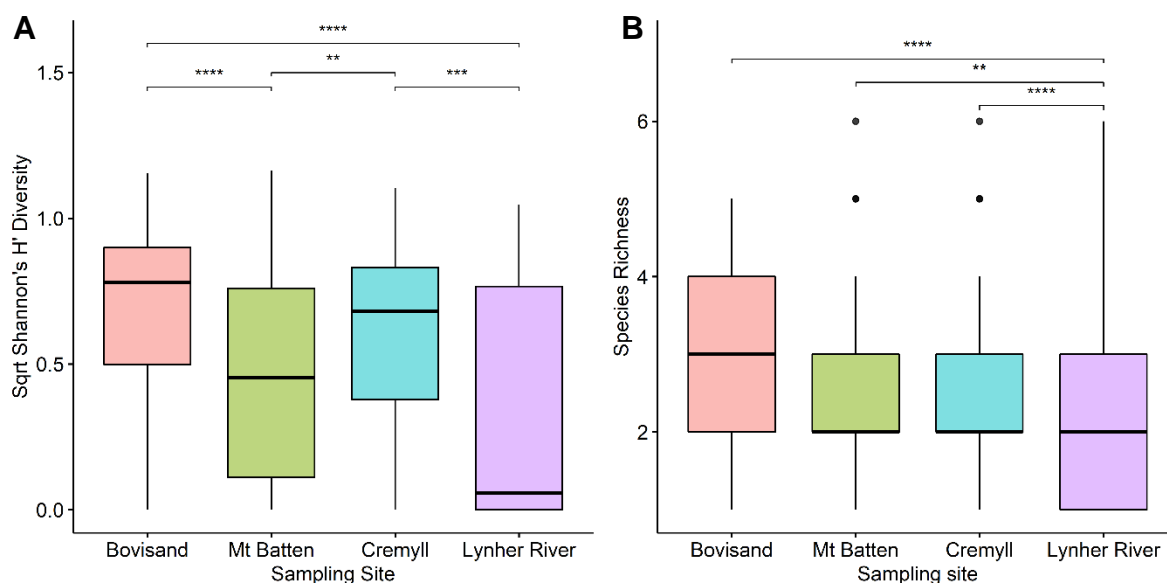 A
****
****
**
***
1.5
1.0
0.5
0.0
Sqrt Shannon's H' Diversity
Bovisand Mt Batten Cremyll Lynher River
Sampling Site
B
****
**
****
6
4
2
Species Richness
Bovisand Mt Batten Cremyll Lynher River
Sampling site